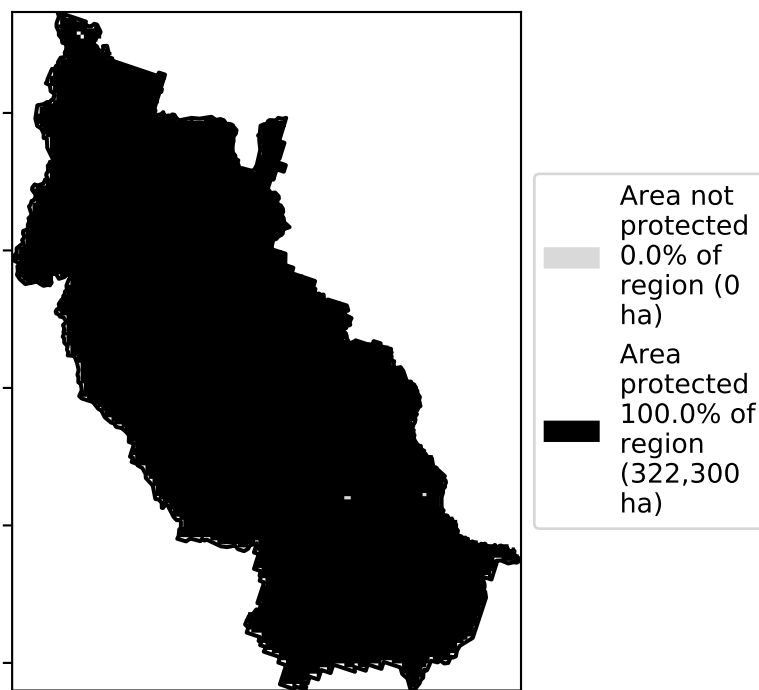 Area not
protected
0.0% of
region (0
ha)
Area
protected
100.0% of
region
(322,300
ha)